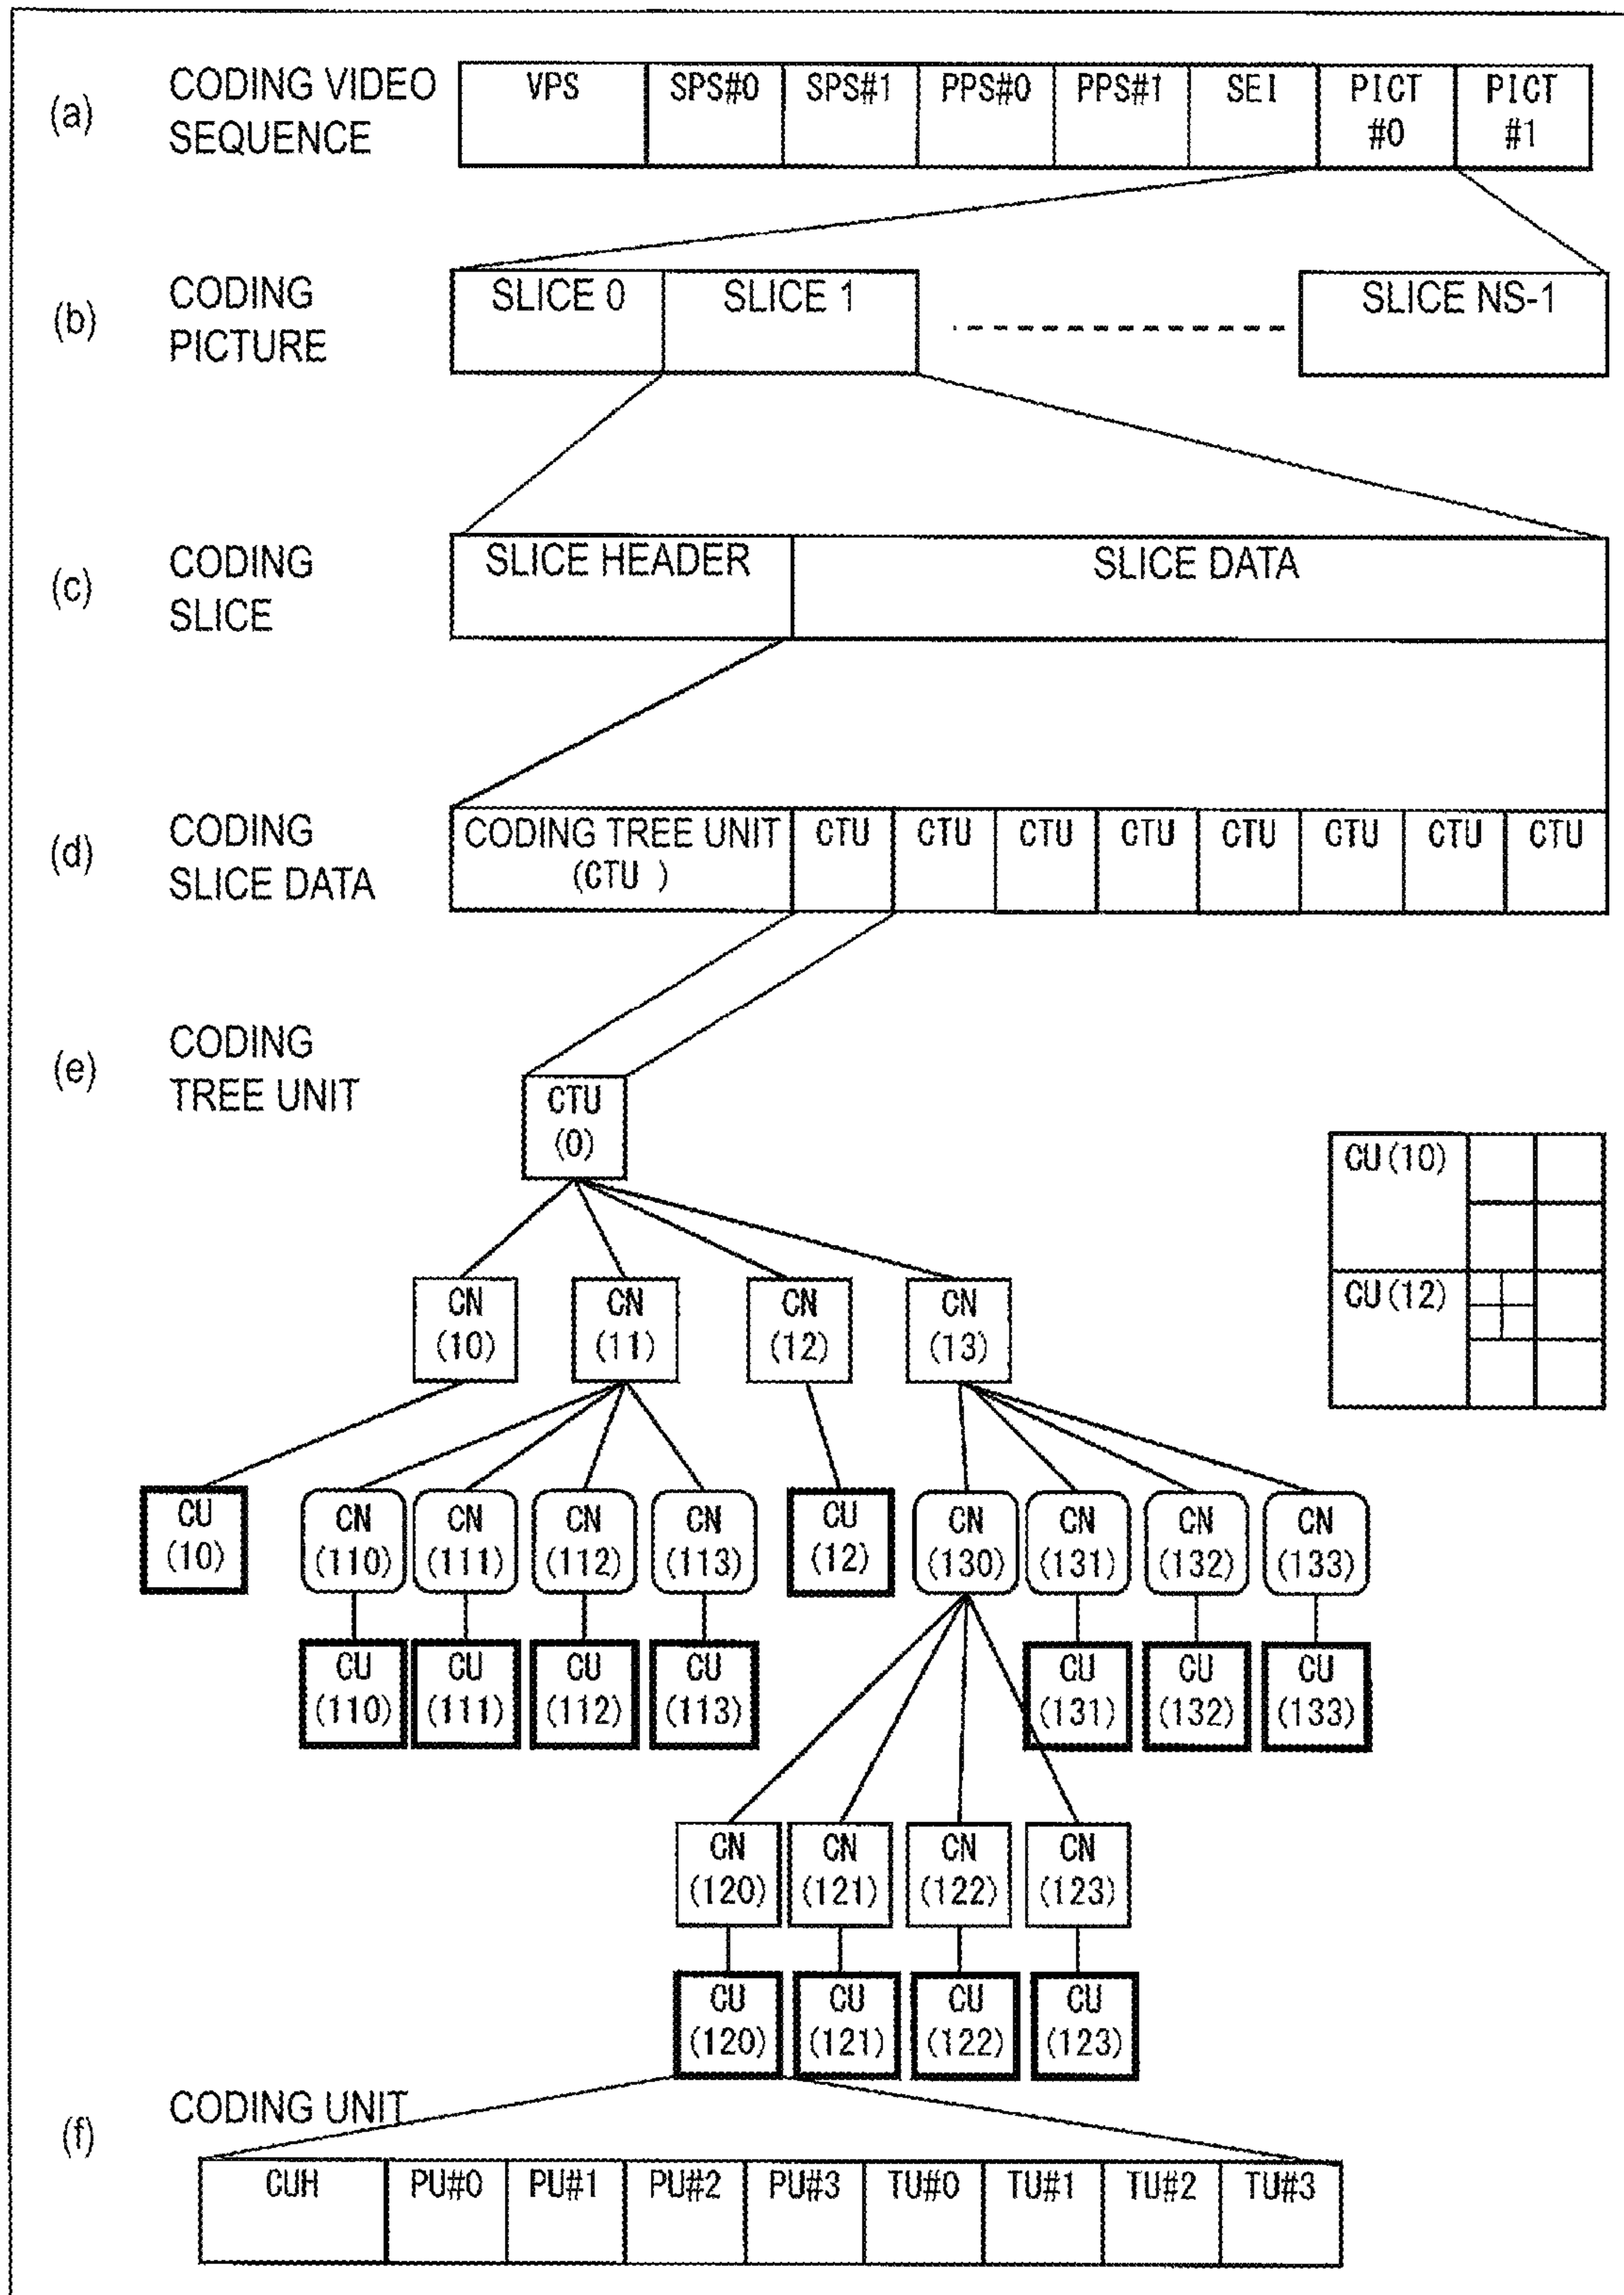 (a) CODING VIDEO SEQUENCE
VPS SPS#0 SPS#1 PPS#0 PPS#1 SEI PICT #0 PICT #1
(b) CODING PICTURE
SLICE 0 SLICE 1 SLICE NS-1
(c) CODING SLICE
SLICE HEADER SLICE DATA
(d) CODING SLICE DATA
CODING TREE UNIT (CTU ) CTU CTU CTU CTU CTU CTU CTU CTU
(e) CODING TREE UNIT
CTU (0)
CU(10)
CU(12)
CN (10) CN (11) CN (12) CN (13)
CU (10) CN (110) CN (111) CN (112) CN (113) CU (12) CN (130) CN (131) CN (132) CN (133)
CU (110) CU (111) CU (112) CU (113) CU (131) CU (132) CU (133)
CN (120) CN (121) CN (122) CN (123)
CU (120) CU (121) CU (122) CU (123)
(f) CODING UNIT
CUH PU#0 PU#1 PU#2 PU#3 TU#0 TU#1 TU#2 TU#3